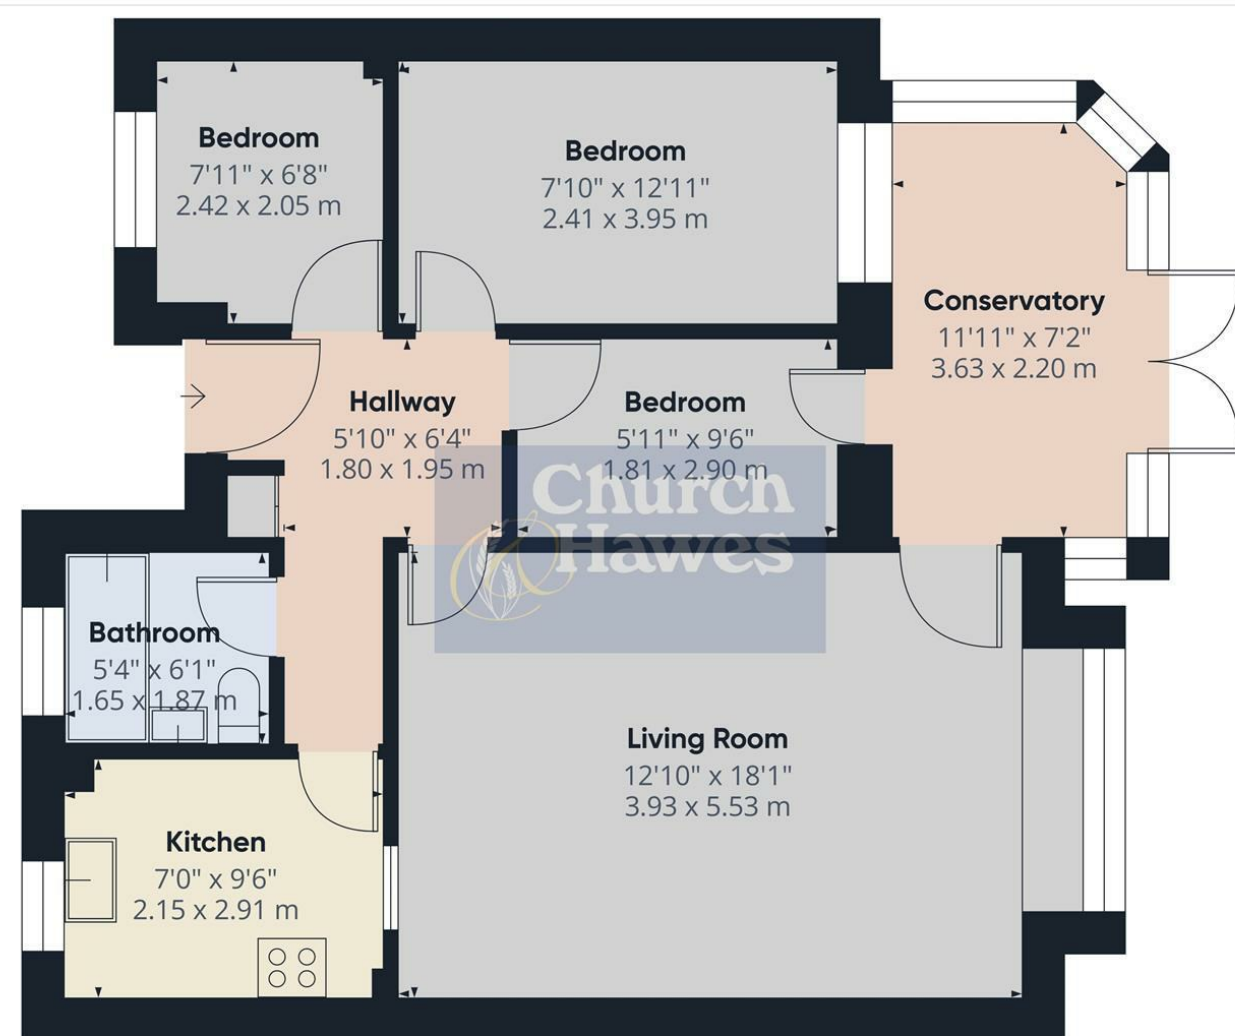 Bedroom
7'11" x 6'8"
2.42 x 2.05 m
Bedroom
7'10" x 12'11"
2.41 x 3.95 m
Conservatory
11'11" x 7'2"
3.63 x 2.20 m
Hallway
5'10" x 6'4"
1.80 x 1.95 m
Bedroom
5'11" x 9'6"
1.81 x 2.90 m
Church
& Hawes
Bathroom
5'4" x 6'1"
1.65 x 1.87 m
Living Room
12'10" x 18'1"
3.93 x 5.53 m
Kitchen
7'0" x 9'6"
2.15 x 2.91 m